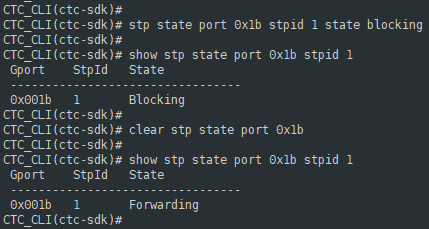 CTC_CLI(ctc-sdk)#
CTC_CLI(ctc-sdk)# stp state port 0x1b stpid 1 state blocking
CTC_CLI(ctc-sdk)#
CTC_CLI(ctc-sdk)# show stp state port 0x1b stpid 1
Gport   StpId   State
---------------------------------
0x001b  1       Blocking
CTC_CLI(ctc-sdk)#
CTC_CLI(ctc-sdk)# clear stp state port 0x1b
CTC_CLI(ctc-sdk)#
CTC_CLI(ctc-sdk)# show stp state port 0x1b stpid 1
Gport   StpId   State
---------------------------------
0x001b  1       Forwarding
CTC_CLI(ctc-sdk)#